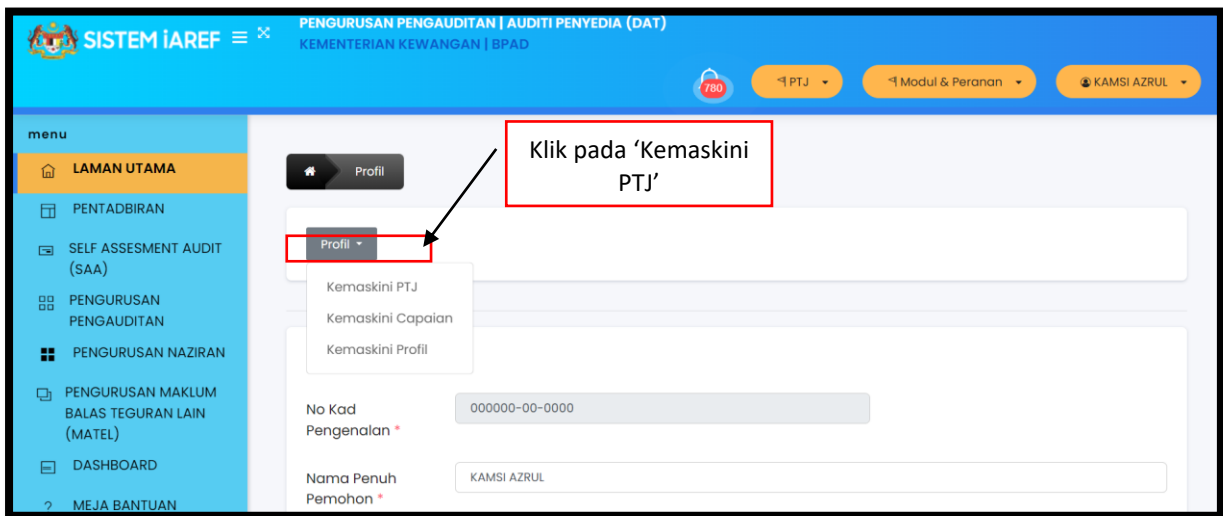 PENGURUSAN PENGAUDITAN | AUDITI PENYEDIA (DAT)
SISTEM iAREF
KEMENTERIAN KEWANGAN | BPAD
780
PTJ
Modul & Peranan
KAMSI AZRUL
menu
LAMAN UTAMA
PENTADBIRAN
SELF ASSESMENT AUDIT
(SAA)
PENGURUSAN
PENGAUDITAN
PENGURUSAN NAZIRAN
PENGURUSAN MAKLUM
BALAS TEGURAN LAIN
(MATEL)
DASHBOARD
MEJA BANTUAN
Profil
Klik pada ‘Kemaskini
PTJ’
Profil
Kemaskini PTJ
Kemaskini Capaian
Kemaskini Profil
No Kad
Pengenalan *
000000-00-0000
Nama Penuh
Pemohon *
KAMSI AZRUL